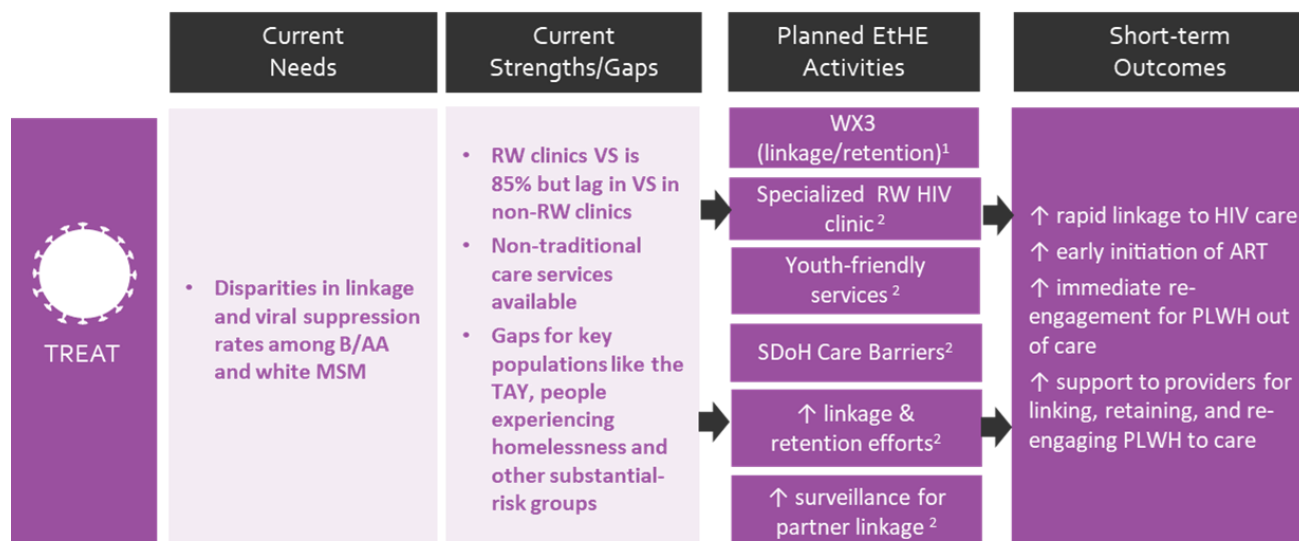 Current
Needs
Current
Strengths/Gaps
Planned EtHE
Activities
Short-term
Outcomes
TREAT
• Disparities in linkage
and viral suppression
rates among B/AA
and white MSM
• RW clinics VS is
85% but lag in VS in
non-RW clinics
• Non-traditional
care services
available
• Gaps for key
populations like the
TAY, people
experiencing
homelessness and
other substantial-
risk groups
WX3
(linkage/retention)¹
Specialized RW HIV
clinic ²
Youth-friendly
services ²
SDoH Care Barriers²
↑ linkage &
retention efforts²
↑ surveillance for
partner linkage ²
↑ rapid linkage to HIV care
↑ early initiation of ART
↑ immediate re-
engagement for PLWH out
of care
↑ support to providers for
linking, retaining, and re-
engaging PLWH to care